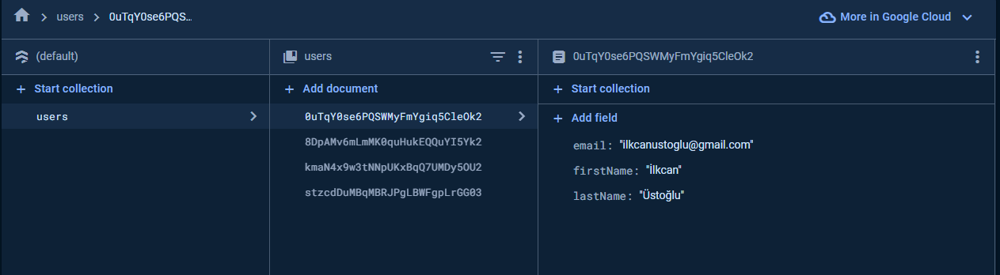 users 0uTqY0se6PQS... More in Google Cloud
(default) users 0uTqY0se6PQSWMyFmYgiq5CleOk2
+ Start collection + Add document + Start collection
users 0uTqY0se6PQSWMyFmYgiq5CleOk2 + Add field
8DpAMv6mLmMK0quHukEQQuYI5Yk2 email: "ilkcanustoglu@gmail.com"
kmaN4x9w3tNNpUKxBqQ7UMDy5OU2 firstName: "İlkcan"
stzcdDuMBqMBRJPgLBWFgpLrGG03 lastName: "Üstoğlu"